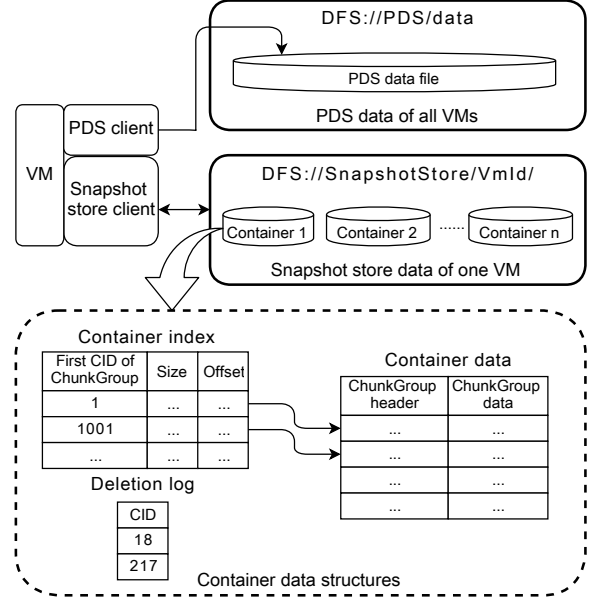 DFS://PDS/data
PDS data file
PDS data of all VMs
VM
PDS client
Snapshot
store client
DFS://SnapshotStore/VmId/
Container 1
Container 2
......
Container n
Snapshot store data of one VM
Container index
First CID of
ChunkGroup
Size
Offset
1
...
...
1001
...
...
...
...
...
Container data
ChunkGroup
header
ChunkGroup
data
...
...
...
...
...
...
...
...
Deletion log
CID
18
217
Container data structures